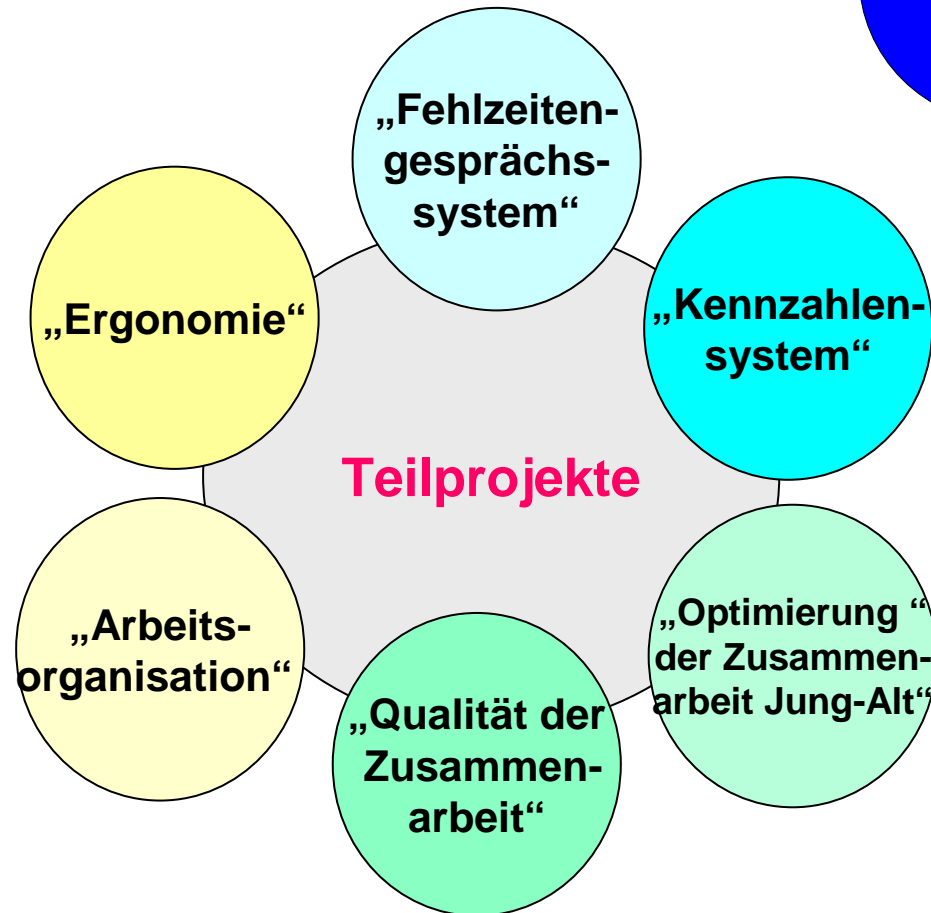 „Fehlzeiten-
gesprächs-
system“
„Ergonomie“
„Kennzahlen-
system“
Teilprojekte
„Arbeits-
organisation“
„Optimierung “
der Zusammen-
arbeit Jung-Alt“
„Qualität der
Zusammen-
arbeit“